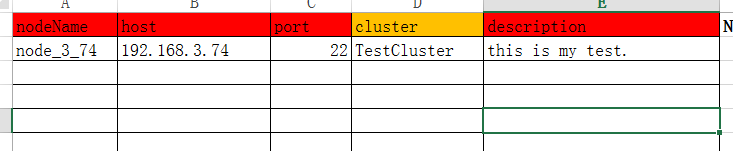 A B C D E
nodeName host port cluster description N
node_3_74 192.168.3.74 22 TestCluster this is my test.